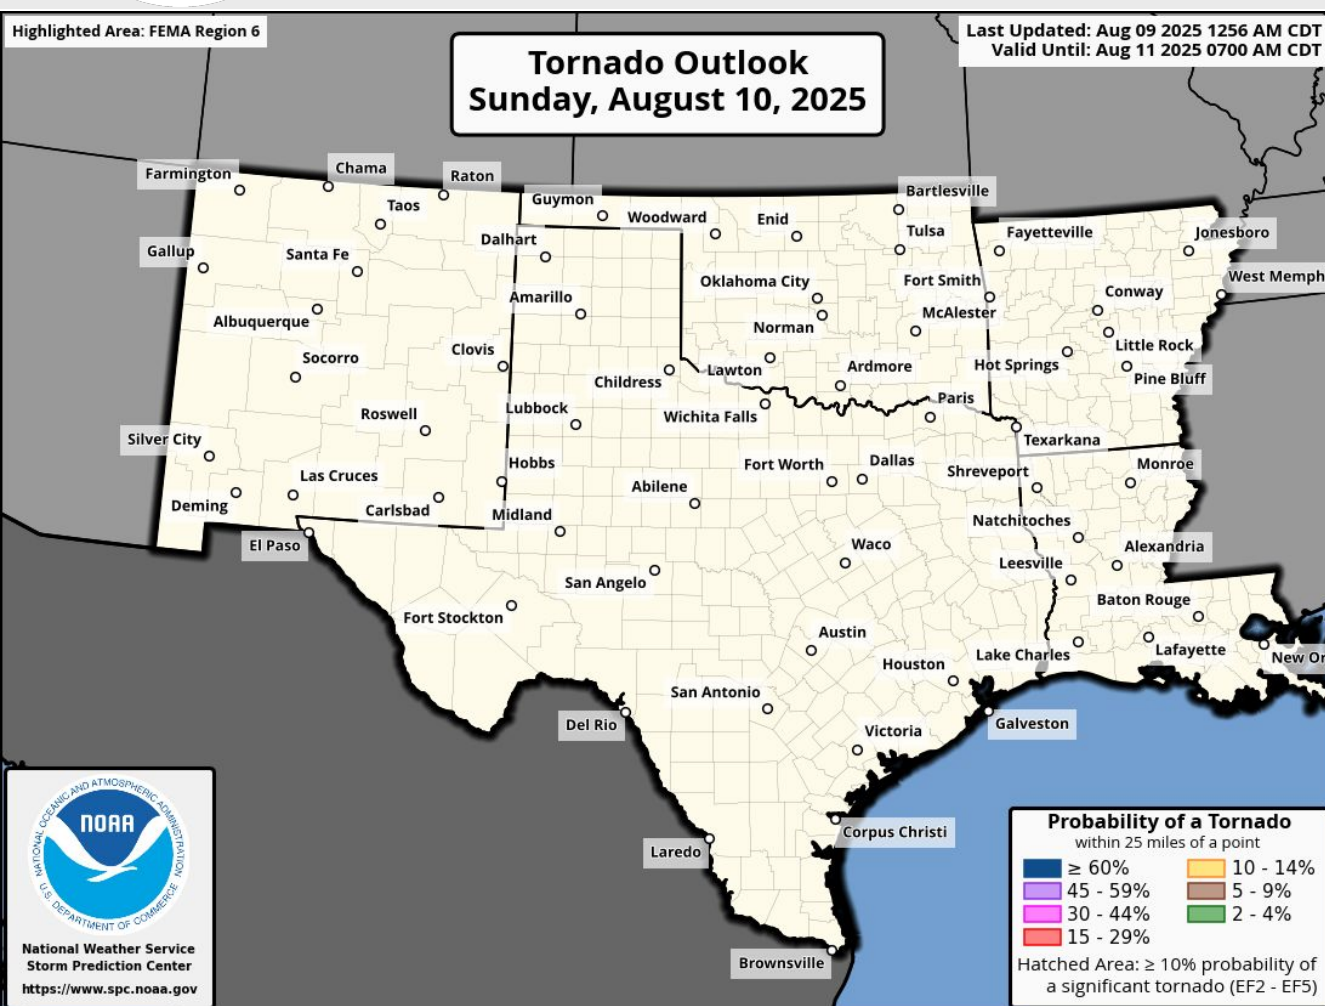 Highlighted Area: FEMA Region 6
Last Updated: Aug 09 2025 1256 AM CDT
Valid Until: Aug 11 2025 0700 AM CDT
Tornado Outlook
Sunday, August 10, 2025
Farmington
Chama
Raton
Taos
Guymon
Woodward
Enid
Bartlesville
Tulsa
Fayetteville
Jonesboro
Gallup
Santa Fe
Dalhart
Oklahoma City
Fort Smith
Conway
West Memph
Albuquerque
Amarillo
Norman
McAlester
Little Rock
Socorro
Clovis
Childress
Lawton
Ardmore
Hot Springs
Pine Bluff
Roswell
Lubbock
Wichita Falls
Paris
Texarkana
Silver City
Las Cruces
Hobbs
Abilene
Fort Worth
Dallas
Shreveport
Monroe
Deming
Carlsbad
Midland
Natchitoches
Alexandria
El Paso
San Angelo
Waco
Leesville
Baton Rouge
Fort Stockton
Austin
Houston
Lake Charles
Lafayette
New Or
San Antonio
Del Rio
Victoria
Galveston
Laredo
Corpus Christi
Brownsville
NATIONAL OCEANIC AND ATMOSPHERIC ADMINISTRATION
NOAA
U.S. DEPARTMENT OF COMMERCE
National Weather Service
Storm Prediction Center
https://www.spc.noaa.gov
Probability of a Tornado
within 25 miles of a point
≥ 60%
10 - 14%
45 - 59%
5 - 9%
30 - 44%
2 - 4%
15 - 29%
Hatched Area: ≥ 10% probability of
a significant tornado (EF2 - EF5)